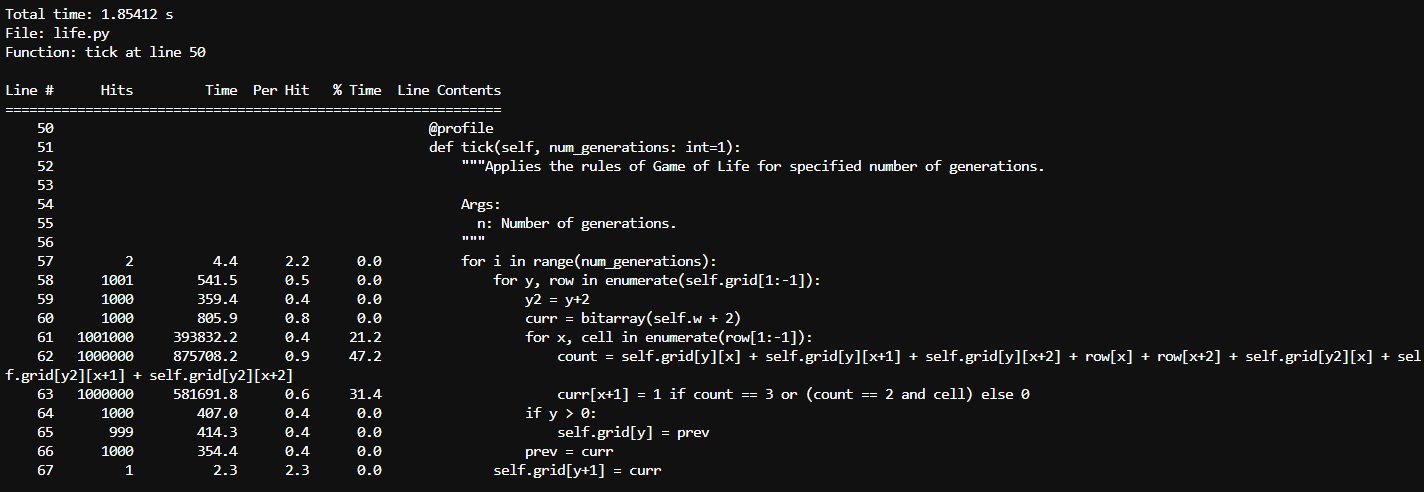 Total time: 1.85412 s
File: life.py
Function: tick at line 50

Line #      Hits         Time  Per Hit   % Time  Line Contents
==============================================================
    50                                               @profile
    51                                               def tick(self, num_generations: int=1):
    52                                                   """Applies the rules of Game of Life for specified number of generations.
    53
    54                                                   Args:
    55                                                     n: Number of generations.
    56                                                   """
    57         2          4.4      2.2      0.0          for i in range(num_generations):
    58      1001        541.5      0.5      0.0              for y, row in enumerate(self.grid[1:-1]):
    59      1000        359.4      0.4      0.0                  y2 = y+2
    60      1000        805.9      0.8      0.0                  curr = bitarray(self.w + 2)
    61   1001000     393832.2      0.4     21.2                  for x, cell in enumerate(row[1:-1]):
    62   1000000     875708.2      0.9     47.2                      count = self.grid[y][x] + self.grid[y][x+1] + self.grid[y][x+2] + row[x] + row[x+2] + self.grid[y2][x] + sel
f.grid[y2][x+1] + self.grid[y2][x+2]
    63   1000000     581691.8      0.6     31.4                      curr[x+1] = 1 if count == 3 or (count == 2 and cell) else 0
    64      1000        407.0      0.4      0.0                  if y > 0:
    65       999        414.3      0.4      0.0                      self.grid[y] = prev
    66      1000        354.4      0.4      0.0                  prev = curr
    67         1          2.3      2.3      0.0              self.grid[y+1] = curr